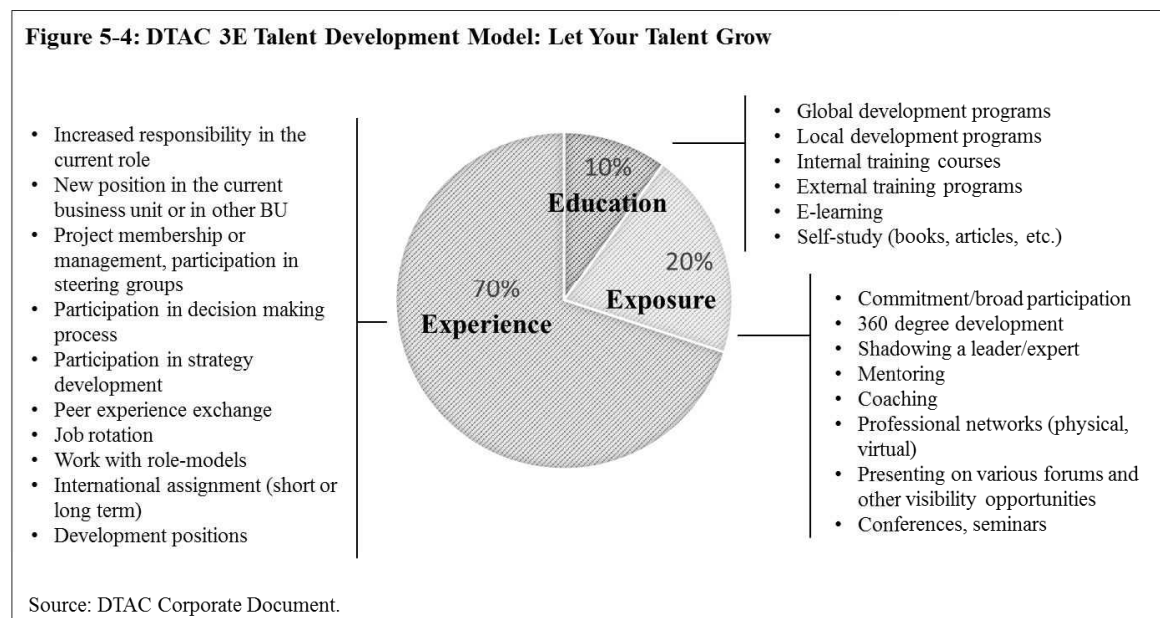 Figure 5-4: DTAC 3E Talent Development Model: Let Your Talent Grow
• Increased responsibility in the
current role
• New position in the current
business unit or in other BU
• Project membership or
management, participation in
steering groups
• Participation in decision making
process
• Participation in strategy
development
• Peer experience exchange
• Job rotation
• Work with role-models
• International assignment (short or
long term)
• Development positions
70%
Experience
10%
Education
20%
Exposure
• Global development programs
• Local development programs
• Internal training courses
• External training programs
• E-learning
• Self-study (books, articles, etc.)
• Commitment/broad participation
• 360 degree development
• Shadowing a leader/expert
• Mentoring
• Coaching
• Professional networks (physical,
virtual)
• Presenting on various forums and
other visibility opportunities
• Conferences, seminars
Source: DTAC Corporate Document.